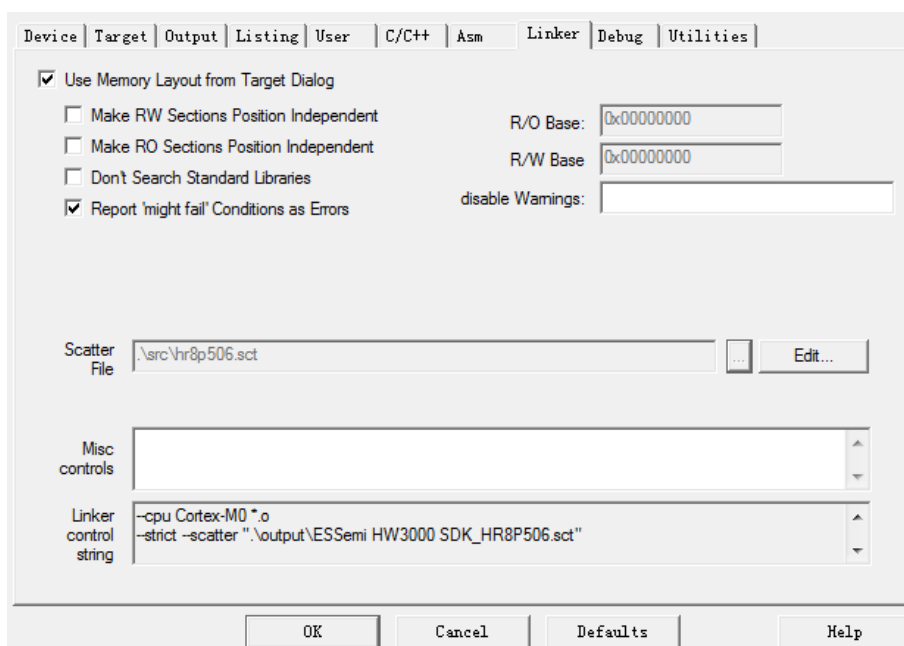 Device Target Output Listing User C/C++ Asm Linker Debug Utilities
Use Memory Layout from Target Dialog
Make RW Sections Position Independent
Make RO Sections Position Independent
Don't Search Standard Libraries
Report 'might fail' Conditions as Errors
R/O Base: 0x00000000
R/W Base 0x00000000
disable Warnings:
Scatter
File
.\src\hr8p506.sct
...
Edit...
Misc
controls
Linker
control
string
--cpu Cortex-M0 *.o
--strict --scatter ".\output\ESSemi HW3000 SDK_HR8P506.sct"
OK Cancel Defaults Help